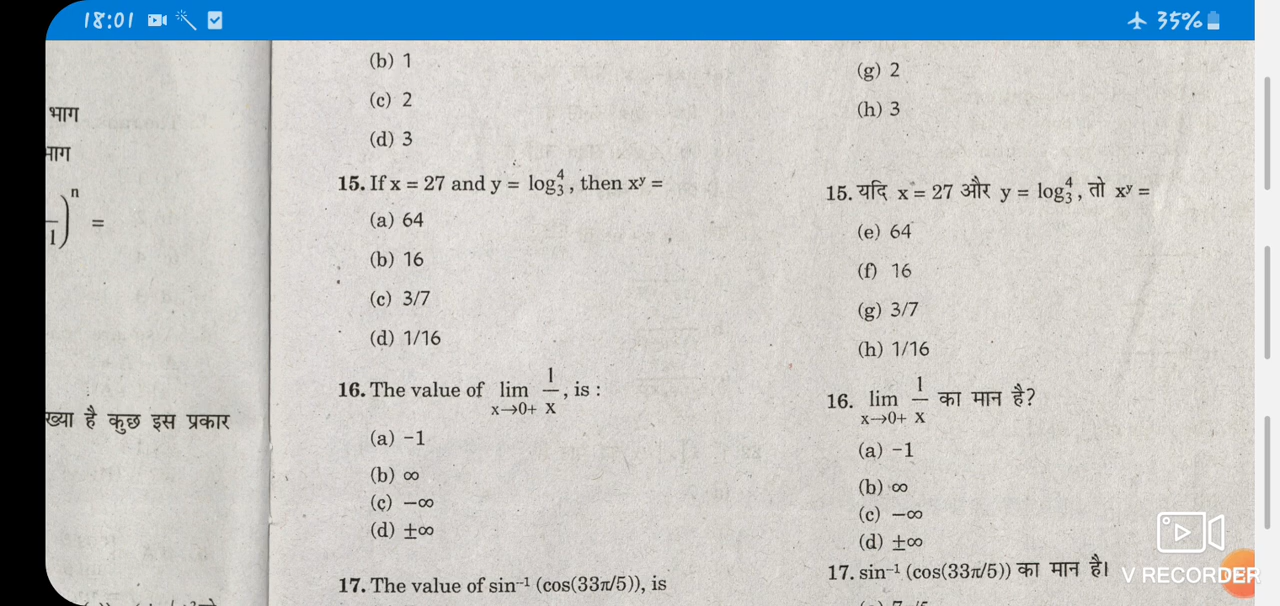 18:01
35%
भाग
भाग
)ⁿ =
1
ख्या है कुछ इस प्रकार
(b) 1
(c) 2
(d) 3
15. If x = 27 and y = log₃⁴, then xʸ =
(a) 64
(b) 16
(c) 3/7
(d) 1/16
16. The value of lim x→0+ 1/x, is :
(a) -1
(b) ∞
(c) -∞
(d) ±∞
17. The value of sin⁻¹ (cos(33π/5)), is
(g) 2
(h) 3
15. यदि x = 27 और y = log₃⁴, तो xʸ =
(e) 64
(f) 16
(g) 3/7
(h) 1/16
16. lim x→0+ 1/x का मान है?
(a) -1
(b) ∞
(c) -∞
(d) ±∞
17. sin⁻¹ (cos(33π/5)) का मान है।
V RECORDER